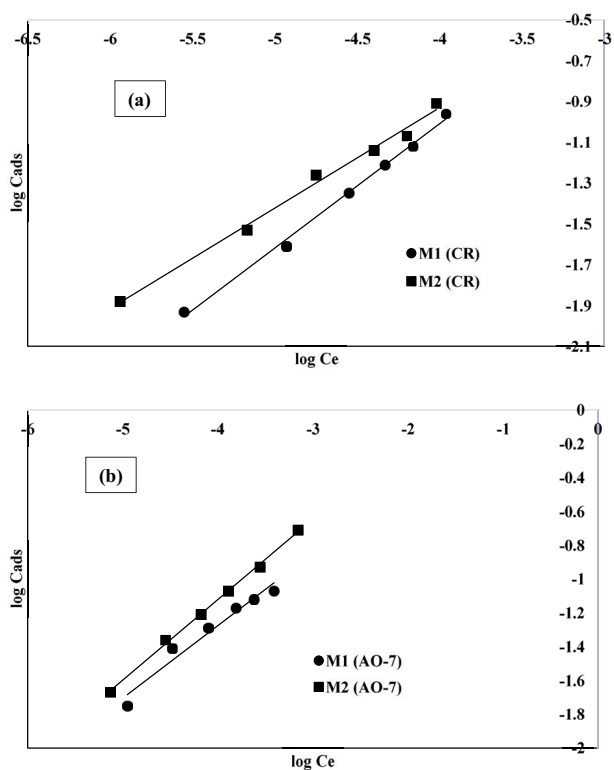 -0.5
-6.5 -6 -5.5 -5 -4.5 -4 -3.5 -3
-0.7
(a)
-0.9
-1.1
log Cads
-1.3
M1 (CR)
-1.5
M2 (CR)
-1.7
-1.9
-2.1
log Ce
0
-6 -5 -4 -3 -2 -1 0
-0.2
-0.4
(b)
-0.6
-0.8
log Cads
-1
-1.2
-1.4
M1 (AO-7)
M2 (AO-7)
-1.6
-1.8
-2
log Ce